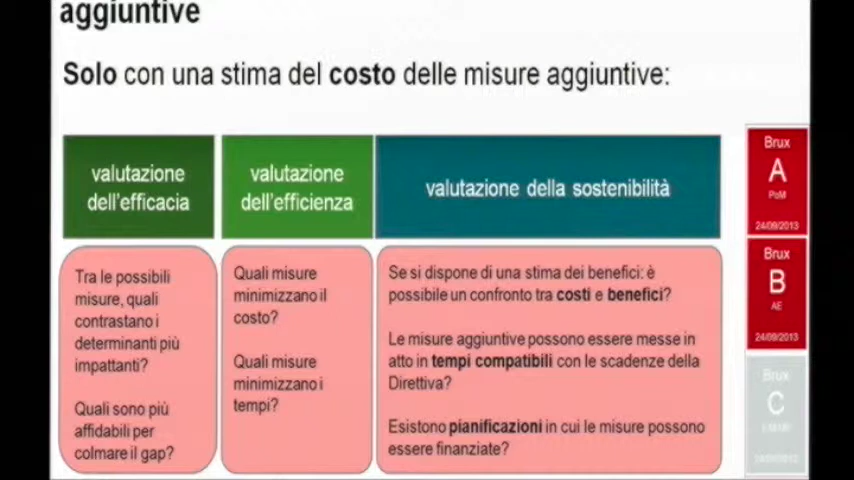 aggiuntive
Solo con una stima del costo delle misure aggiuntive:
valutazione
dell'efficacia
valutazione
dell'efficienza
valutazione della sostenibilità
Tra le possibili
misure, quali
contrastano i
determinanti più
impattanti?
Quali sono più
affidabili per
colmare il gap?
Quali misure
minimizzano il
costo?
Quali misure
minimizzano i
tempi?
Se si dispone di una stima dei benefici: è
possibile un confronto tra costi e benefici?
Le misure aggiuntive possono essere messe in
atto in tempi compatibili con le scadenze della
Direttiva?
Esistono pianificazioni in cui le misure possono
essere finanziate?
Brux
A
PoM
24/09/2013
Brux
B
AE
24/09/2013
Brux
C